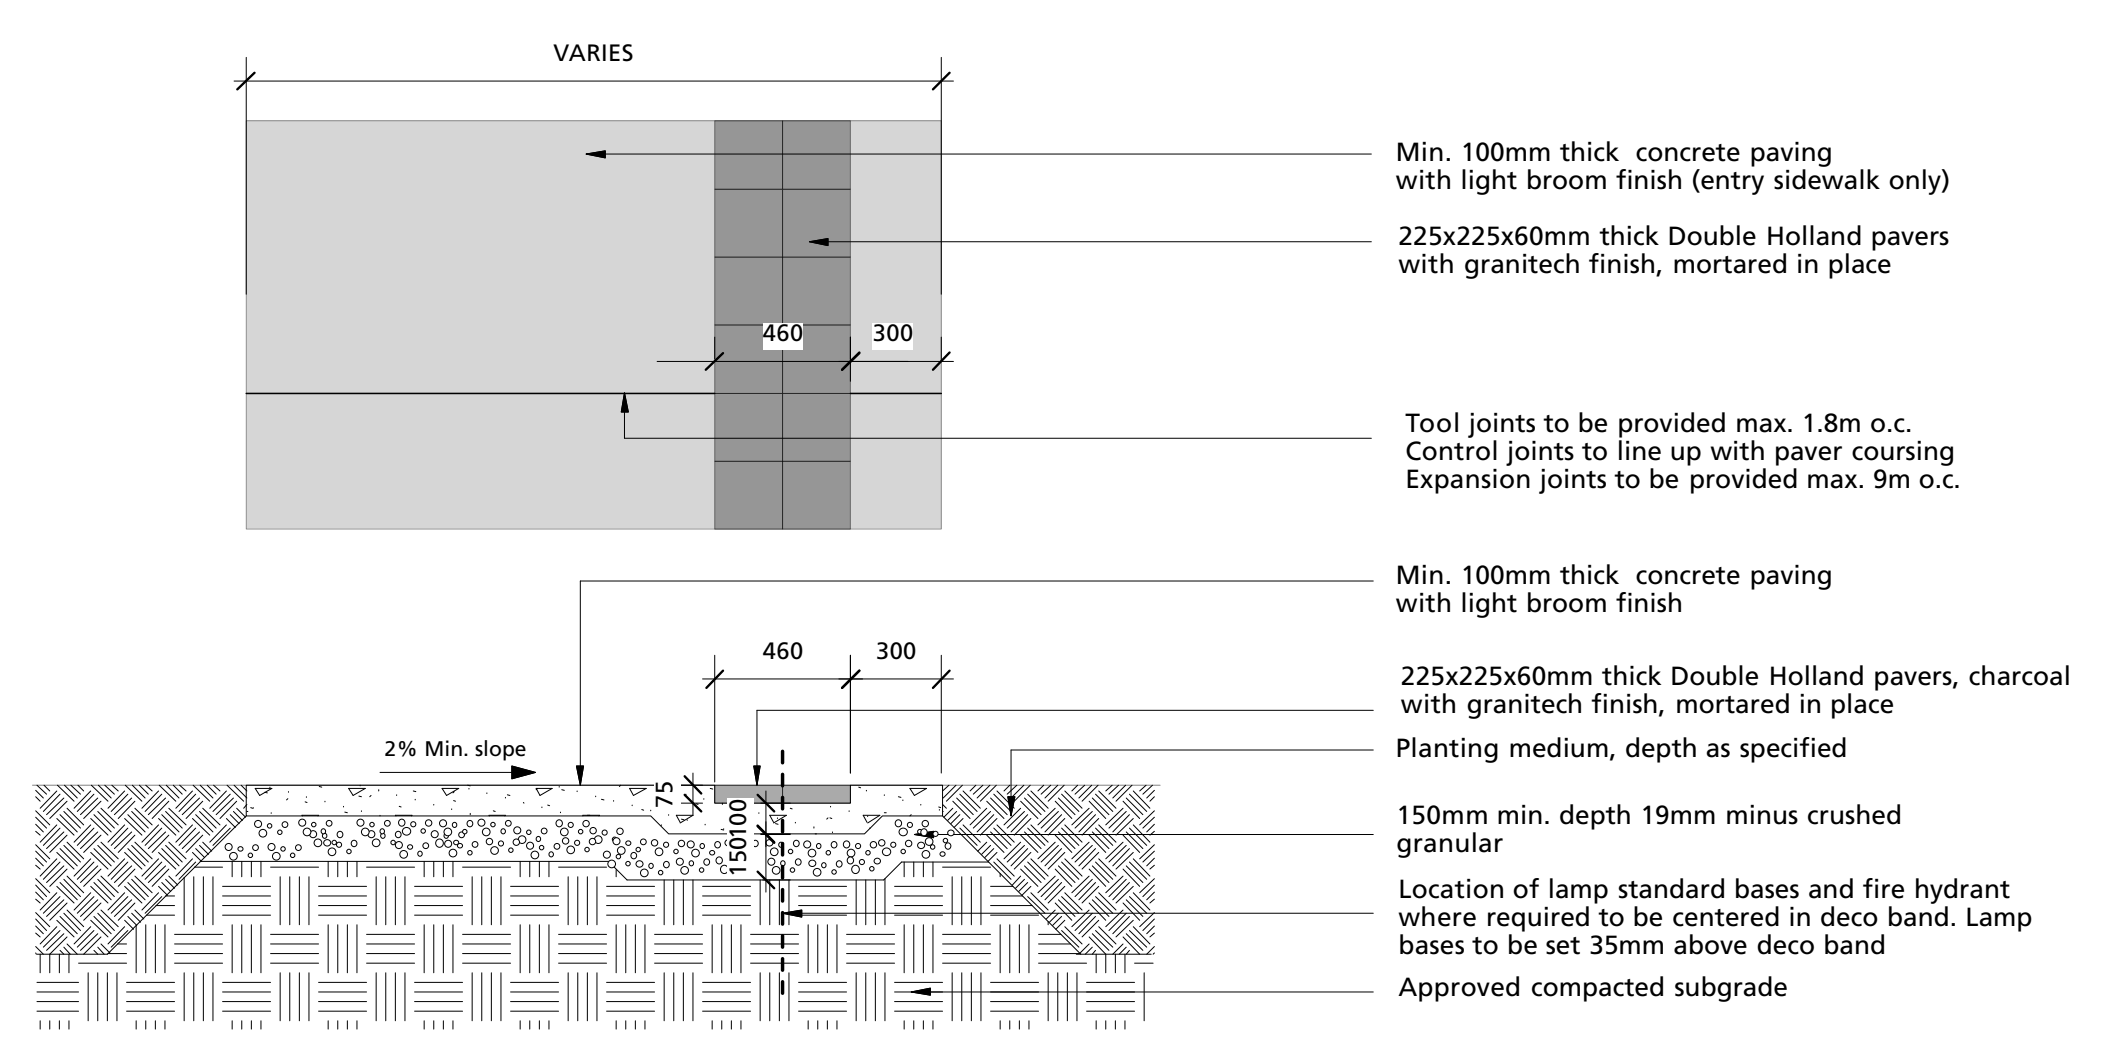 VARIES
Min. 100mm thick concrete paving
with light broom finish (entry sidewalk only)
225x225x60mm thick Double Holland pavers
with granitech finish, mortared in place
460
300
Tool joints to be provided max. 1.8m o.c.
Control joints to line up with paver coursing
Expansion joints to be provided max. 9m o.c.
Min. 100mm thick concrete paving
with light broom finish
460
300
225x225x60mm thick Double Holland pavers, charcoal
with granitech finish, mortared in place
2% Min. slope
Planting medium, depth as specified
75
100
150
150mm min. depth 19mm minus crushed
granular
Location of lamp standard bases and fire hydrant
where required to be centered in deco band. Lamp
bases to be set 35mm above deco band
Approved compacted subgrade